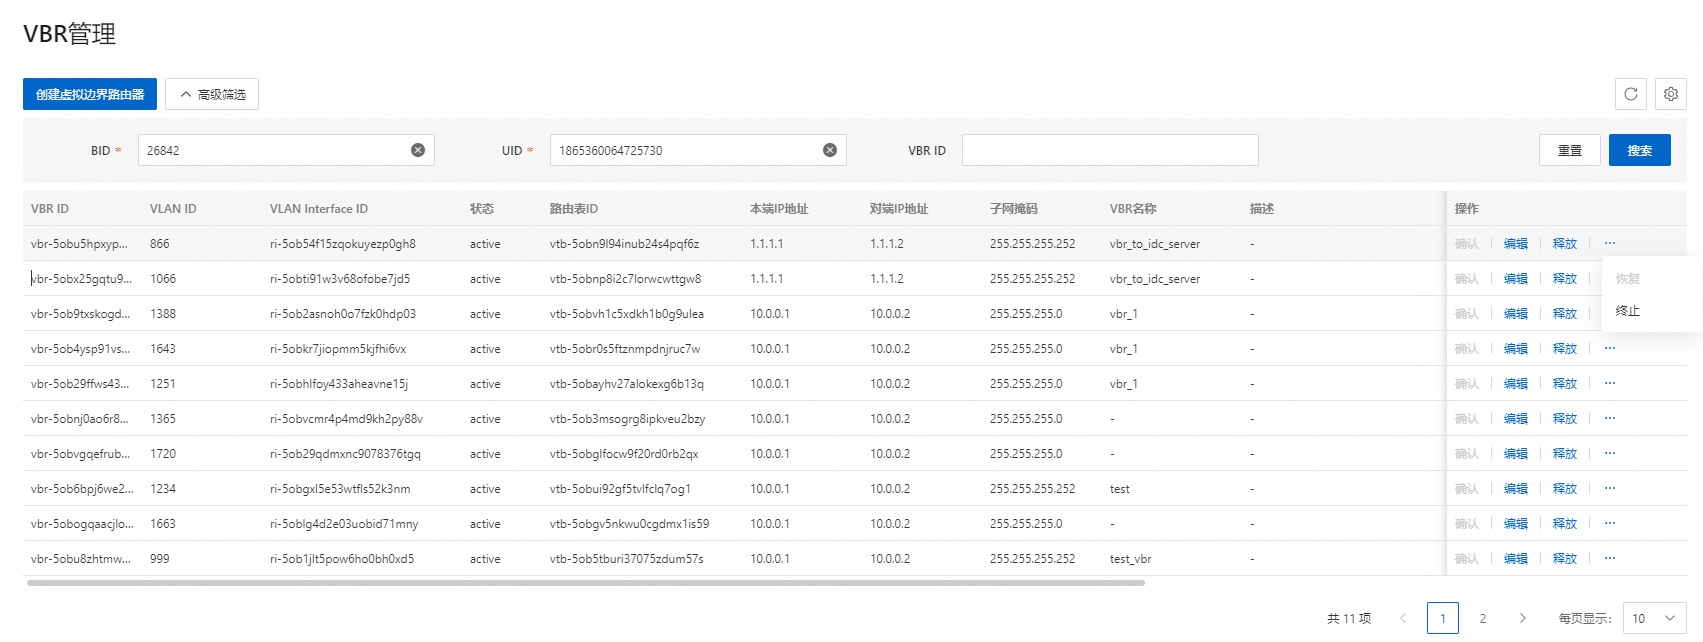 VBR管理
创建虚拟边界路由器 高级筛选
BID * 26842 UID * 1865360064725730 VBR ID 重置 搜索
VBR ID VLAN ID VLAN Interface ID 状态 路由表ID 本端IP地址 对端IP地址 子网掩码 VBR名称 描述 操作
vbr-5obu5hpxyp... 866 ri-5ob54f15zqokuyezp0gh8 active vtb-5obn9l94inub24s4pqf6z 1.1.1.1 1.1.1.2 255.255.255.252 vbr_to_idc_server - 确认 编辑 释放 ...
vbr-5obx25gqtu9... 1066 ri-5obti91w3v68ofobe7jd5 active vtb-5obnp8i2c7lorwcwttgw8 1.1.1.1 1.1.1.2 255.255.255.252 vbr_to_idc_server - 确认 编辑 释放 恢复
vbr-5ob9txskogd... 1388 ri-5ob2asnoh0o7fzk0hdp03 active vtb-5obvh1c5xdkh1b0g9ulea 10.0.0.1 10.0.0.2 255.255.255.0 vbr_1 - 确认 编辑 释放 终止
vbr-5ob4ysp91vs... 1643 ri-5obkr7jiopmm5kjfhi6vx active vtb-5obr0s5ftznmpdnjruc7w 10.0.0.1 10.0.0.2 255.255.255.0 vbr_1 - 确认 编辑 释放 ...
vbr-5ob29ffws43... 1251 ri-5obhlfoy433aheavne15j active vtb-5obayhv27alokexg6b13q 10.0.0.1 10.0.0.2 255.255.255.0 vbr_1 - 确认 编辑 释放 ...
vbr-5obnj0ao6r8... 1365 ri-5obvcmr4p4md9kh2py88v active vtb-5ob3msogrg8ipkveu2bzy 10.0.0.1 10.0.0.2 255.255.255.0 - - 确认 编辑 释放 ...
vbr-5obvgqefrub... 1720 ri-5ob29qdmxnc9078376tgq active vtb-5obglfocw9f20rd0rb2qx 10.0.0.1 10.0.0.2 255.255.255.0 - - 确认 编辑 释放 ...
vbr-5ob6bpj6we2... 1234 ri-5obgxl5e53wtfls52k3nm active vtb-5obui92gf5tvlfclq7og1 10.0.0.1 10.0.0.2 255.255.255.252 test - 确认 编辑 释放 ...
vbr-5obogqaacjlo... 1663 ri-5oblg4d2e03uobid71mny active vtb-5obgv5nkwu0cgdmx1is59 10.0.0.1 10.0.0.2 255.255.255.0 - - 确认 编辑 释放 ...
vbr-5obu8zhtmw... 999 ri-5ob1jlt5pow6ho0bh0xd5 active vtb-5ob5tburi37075zdum57s 10.0.0.1 10.0.0.2 255.255.255.252 test_vbr - 确认 编辑 释放 ...
共 11 项 1 2 每页显示: 10